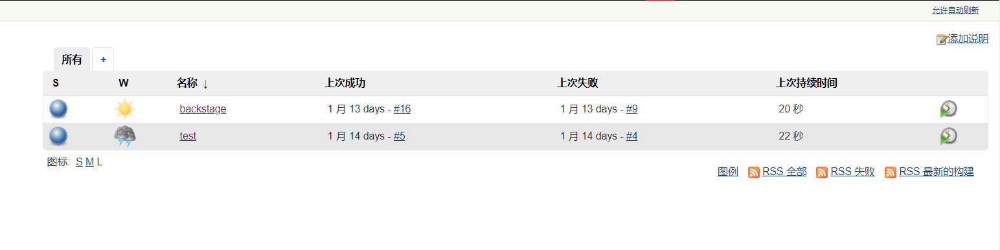 允许自动刷新
添加说明
所有 +
S W 名称 ↓ 上次成功 上次失败 上次持续时间
backstage 1 月 13 days - #16 1 月 13 days - #9 20 秒
test 1 月 14 days - #5 1 月 14 days - #4 22 秒
图标: S M L
图例 RSS 全部 RSS 失败 RSS 最新的构建